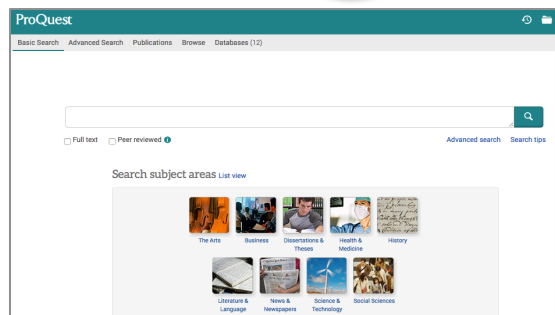 ProQuest
Basic Search Advanced Search Publications Browse Databases (12)
Full text Peer reviewed Advanced search Search tips
Search subject areas List view
The Arts Business Dissertations & Theses Health & Medicine History
Literature & Language News & Newspapers Science & Technology Social Sciences